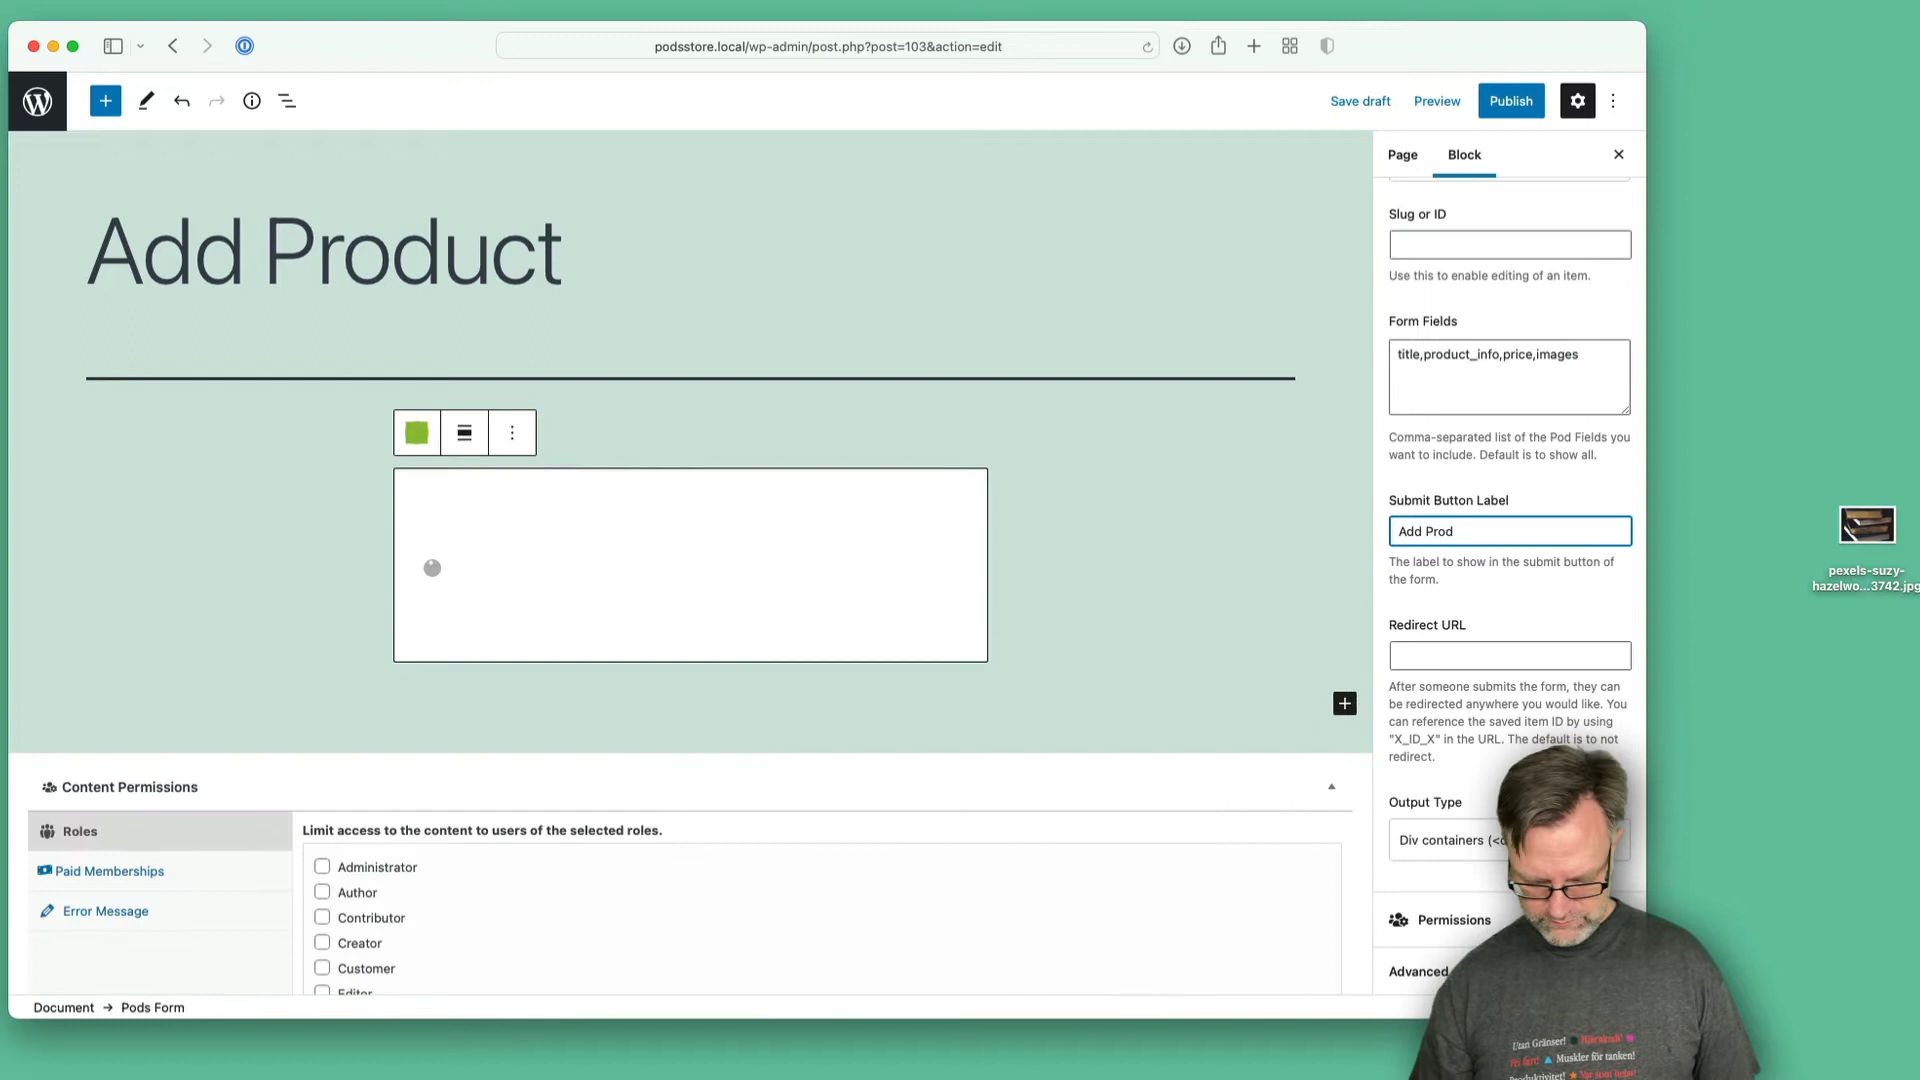 podsstore.local/wp-admin/post.php?post=103&action=edit
Save draft
Preview
Publish
Page
Block
Add Product
Slug or ID
Use this to enable editing of an item.
Form Fields
title,product_info,price,images
Comma-separated list of the Pod Fields you
want to include. Default is to show all.
Submit Button Label
Add Prod
The label to show in the submit button of
the form.
Redirect URL
After someone submits the form, they can
be redirected anywhere you would like. You
can reference the saved item ID by using
"X_ID_X" in the URL. The default is to not
redirect.
Output Type
Div containers (<
Permissions
Advanced
Content Permissions
Roles
Paid Memberships
Error Message
Limit access to the content to users of the selected roles.
Administrator
Author
Contributor
Creator
Customer
Editor
Document → Pods Form
pexels-suzy-
hazelwo...3742.jpg
Utan Gränser!
Muskler för tanken!